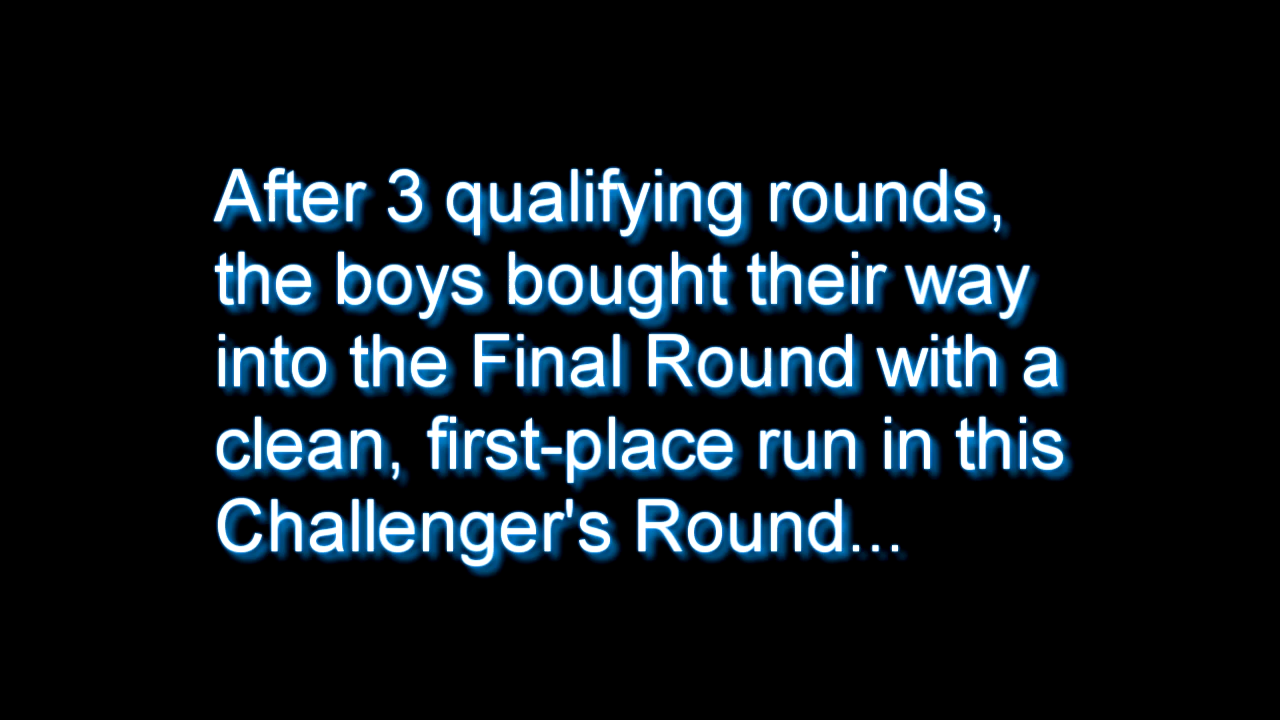 After 3 qualifying rounds,
the boys bought their way
into the Final Round with a
clean, first-place run in this
Challenger's Round...